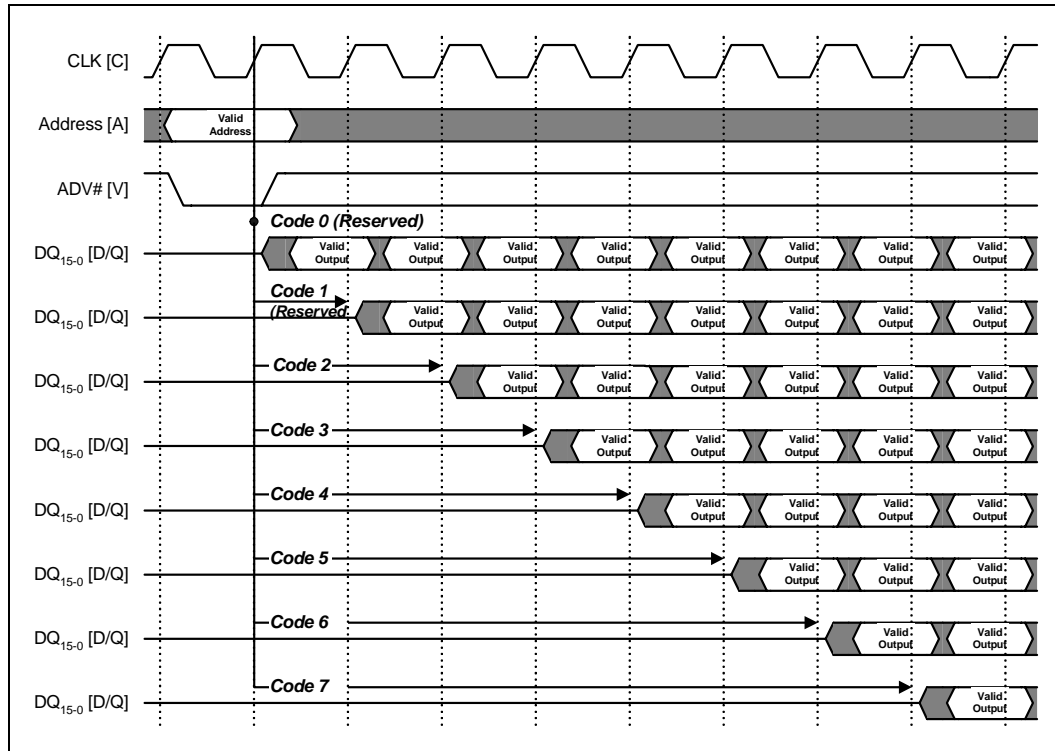 CLK [C]
Address [A]
Valid
Address
ADV# [V]
Code 0 (Reserved)
DQ15-0 [D/Q]
Valid Valid Valid Valid Valid Valid Valid Valid
Output Output Output Output Output Output Output Output
Code 1
(Reserved
DQ15-0 [D/Q]
Valid Valid Valid Valid Valid Valid Valid
Output Output Output Output Output Output Output
Code 2
DQ15-0 [D/Q]
Valid Valid Valid Valid Valid Valid
Output Output Output Output Output Output
Code 3
DQ15-0 [D/Q]
Valid Valid Valid Valid Valid
Output Output Output Output Output
Code 4
DQ15-0 [D/Q]
Valid Valid Valid Valid
Output Output Output Output
Code 5
DQ15-0 [D/Q]
Valid Valid Valid
Output Output Output
Code 6
DQ15-0 [D/Q]
Valid Valid
Output Output
Code 7
DQ15-0 [D/Q]
Valid
Output